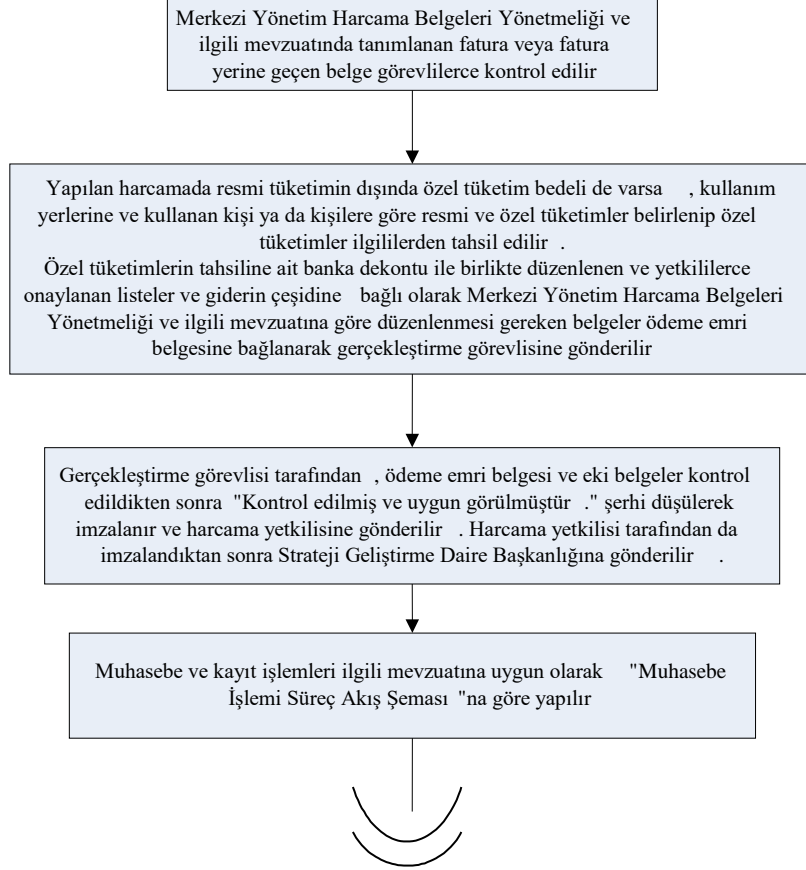 Merkezi Yönetim Harcama Belgeleri Yönetmeliği ve
ilgili mevzuatında tanımlanan fatura veya fatura
yerine geçen belge görevlilerce kontrol edilir
Yapılan harcamada resmi tüketimin dışında özel tüketim bedeli de varsa , kullanım
yerlerine ve kullanan kişi ya da kişilere göre resmi ve özel tüketimler belirlenip özel
tüketimler ilgililerden tahsil edilir .
Özel tüketimlerin tahsiline ait banka dekontu ile birlikte düzenlenen ve yetkililerce
onaylanan listeler ve giderin çeşidine bağlı olarak Merkezi Yönetim Harcama Belgeleri
Yönetmeliği ve ilgili mevzuatına göre düzenlenmesi gereken belgeler ödeme emri
belgesine bağlanarak gerçekleştirme görevlisine gönderilir
Gerçekleştirme görevlisi tarafından , ödeme emri belgesi ve eki belgeler kontrol
edildikten sonra "Kontrol edilmiş ve uygun görülmüştür ." şerhi düşülerek
imzalanır ve harcama yetkilisine gönderilir . Harcama yetkilisi tarafından da
imzalandıktan sonra Strateji Geliştirme Daire Başkanlığına gönderilir .
Muhasebe ve kayıt işlemleri ilgili mevzuatına uygun olarak "Muhasebe
İşlemi Süreç Akış Şeması "na göre yapılır